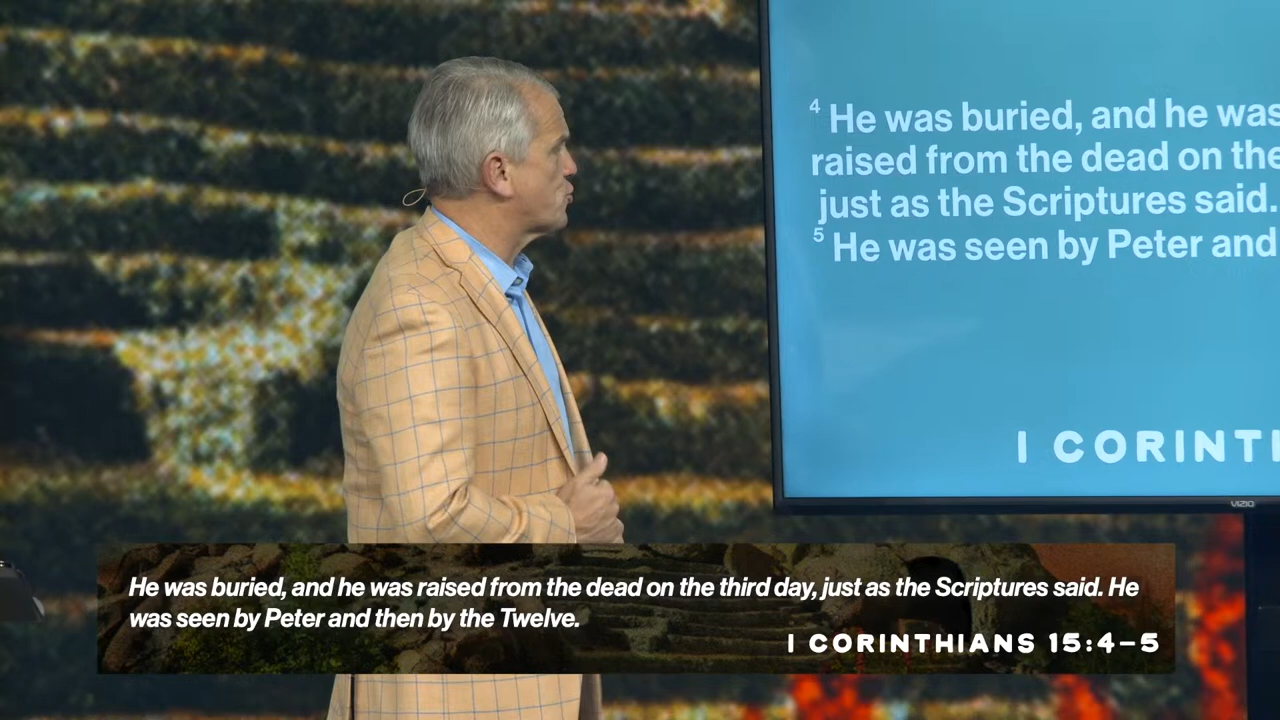 4 He was buried, and he was
raised from the dead on the
just as the Scriptures said.
5 He was seen by Peter and
I CORINTHI
VIZIO
He was buried, and he was raised from the dead on the third day, just as the Scriptures said. He
was seen by Peter and then by the Twelve.
I CORINTHIANS 15:4–5